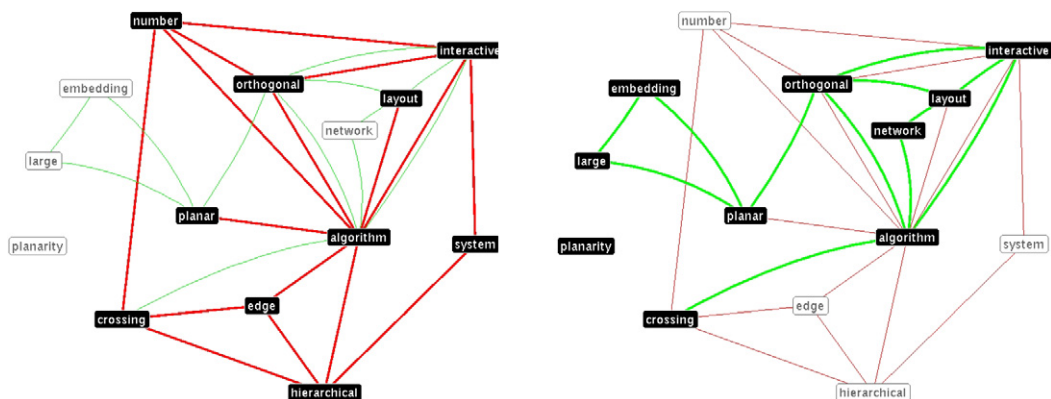 number
interactive
orthogonal
embedding
layout
network
large
planar
algorithm
planarity
system
edge
crossing
hierarchical
number
interactive
orthogonal
embedding
layout
network
large
planar
algorithm
planarity
system
edge
crossing
hierarchical